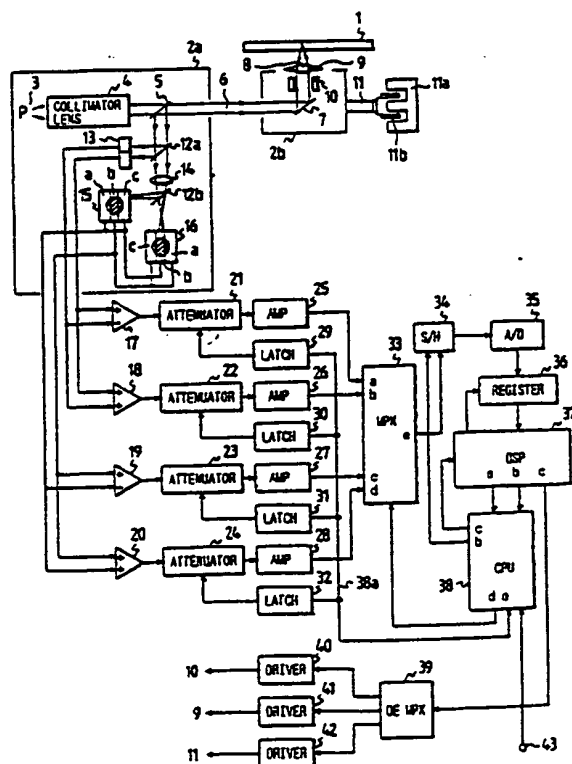 1
2a
8
9
3
4
5
6
10
11
11a
P
COLLIMATOR
LENS
7
13
12a
2b
11b
14
a
b
c
15
12b
16
c
a
b
21
25
34
35
ATTENUATOR
AMP
S/H
A/D
17
29
33
36
LATCH
22
26
a
b
MPX
REGISTER
ATTENUATOR
AMP
e
37
18
30
DSP
LATCH
23
27
a
b
c
ATTENUATOR
AMP
c
d
19
31
c
b
LATCH
CPU
24
28
20
ATTENUATOR
AMP
38
38a
d
a
32
LATCH
40
39
10
DRIVER
41
9
DRIVER
DE MPX
42
11
DRIVER
43